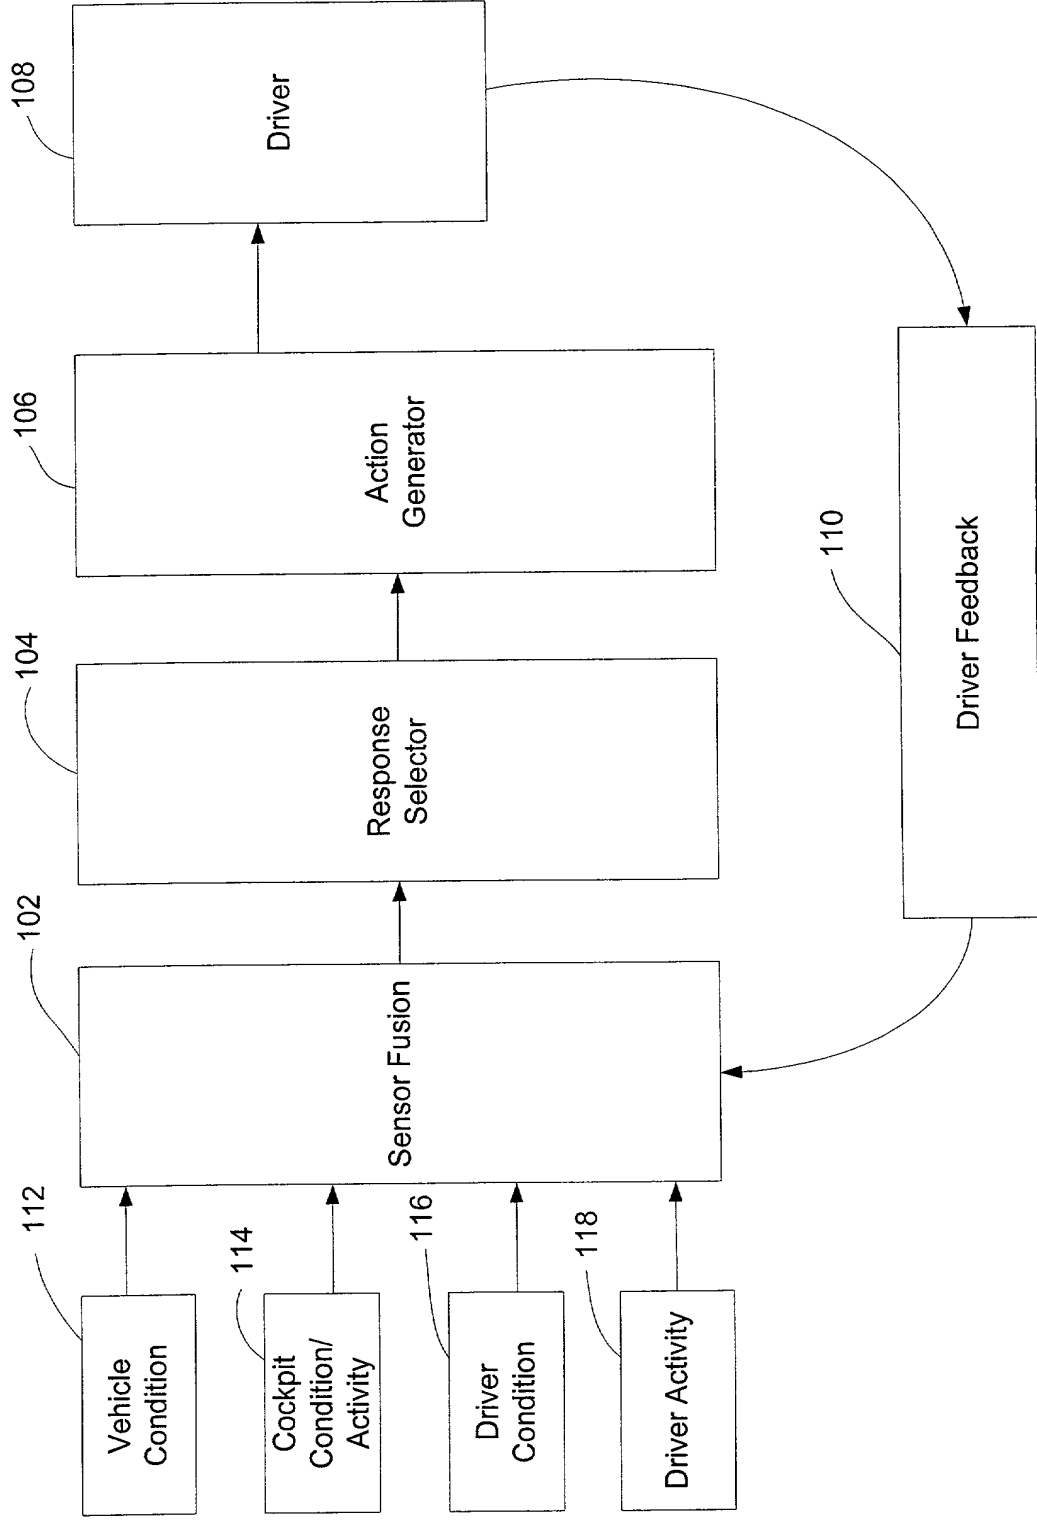 112
Vehicle
Condition
114
Cockpit
Condition/
Activity
116
Driver
Condition
118
Driver Activity
102
Sensor Fusion
104
Response
Selector
106
Action
Generator
108
Driver
110
Driver Feedback